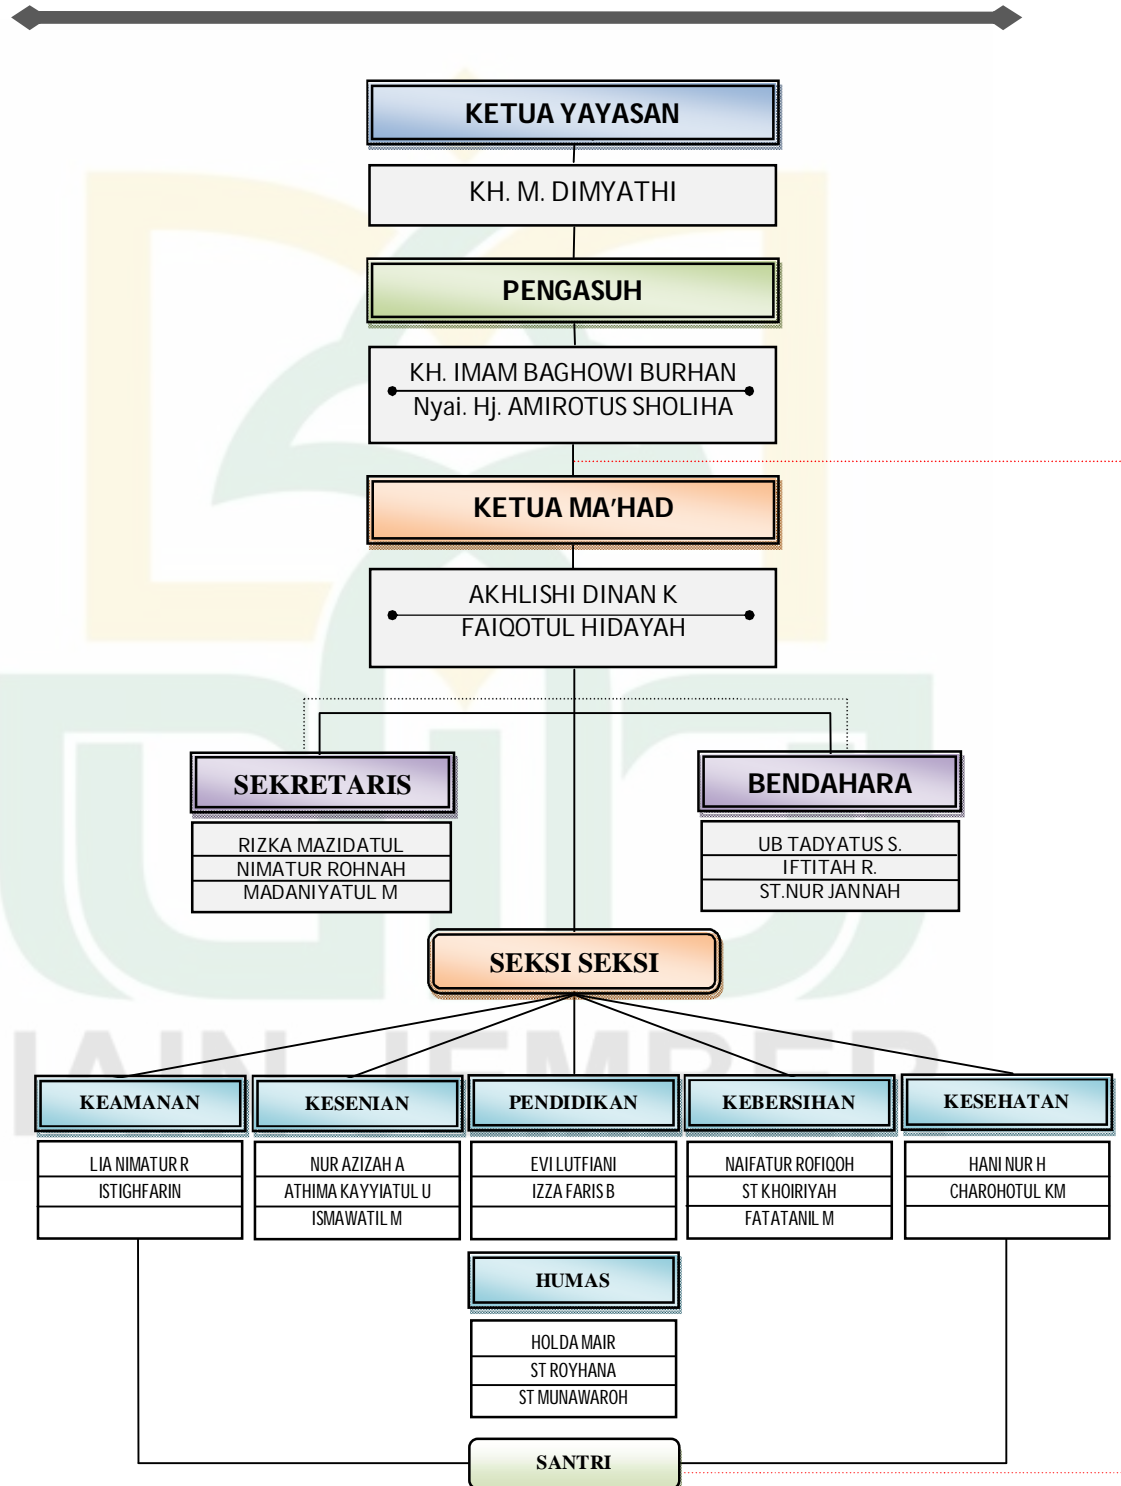 KETUA YAYASAN
KH. M. DIMYATHI
PENGASUH
KH. IMAM BAGHOWI BURHAN
Nyai. Hj. AMIROTUS SHOLIHA
KETUA MA'HAD
AKHLISHI DINAN K
FAIQOTUL HIDAYAH
SEKRETARIS
RIZKA MAZIDATUL
NIMATUR ROHNAH
MADANIYATUL M
BENDAHARA
UB TADYATUS S.
IFTITAH R.
ST.NUR JANNAH
SEKSI SEKSI
IAIN JEMBER
KEAMANAN
LIA NIMATUR R
ISTIGHFARIN
KESENIAN
NUR AZIZAH A
ATHIMA KAYYIATUL U
ISMAWATIL M
PENDIDIKAN
EVI LUTFIANI
IZZA FARIS B
KEBERSIHAN
NAIFATUR ROFIQOH
ST KHOIRIYAH
FATATANIL M
KESEHATAN
HANI NUR H
CHAROHOTUL KM
HUMAS
HOLDA MAIR
ST ROYHANA
ST MUNAWAROH
SANTRI